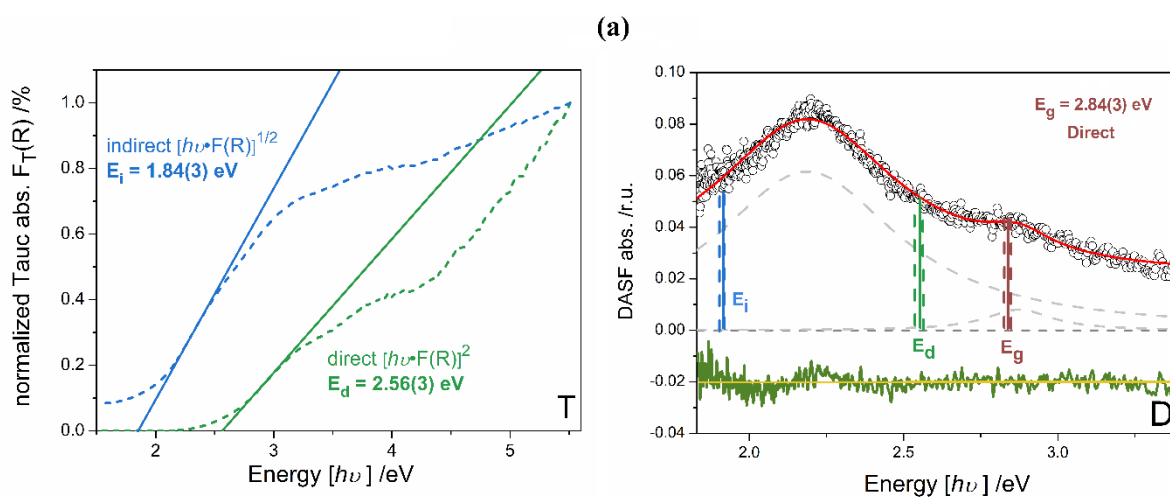 (a)
normalized Tauc abs. F_T(R) /%
1.0
0.8
0.6
0.4
0.2
0.0
indirect [hυ•F(R)]^1/2
E_i = 1.84(3) eV
direct [hυ•F(R)]^2
E_d = 2.56(3) eV
T
2
3
4
5
Energy [hυ] /eV
DASF abs. /r.u.
0.10
0.08
0.06
0.04
0.02
0.00
-0.02
-0.04
E_g = 2.84(3) eV
Direct
E_i
E_d
E_g
D
2.0
2.5
3.0
Energy [hυ] /eV